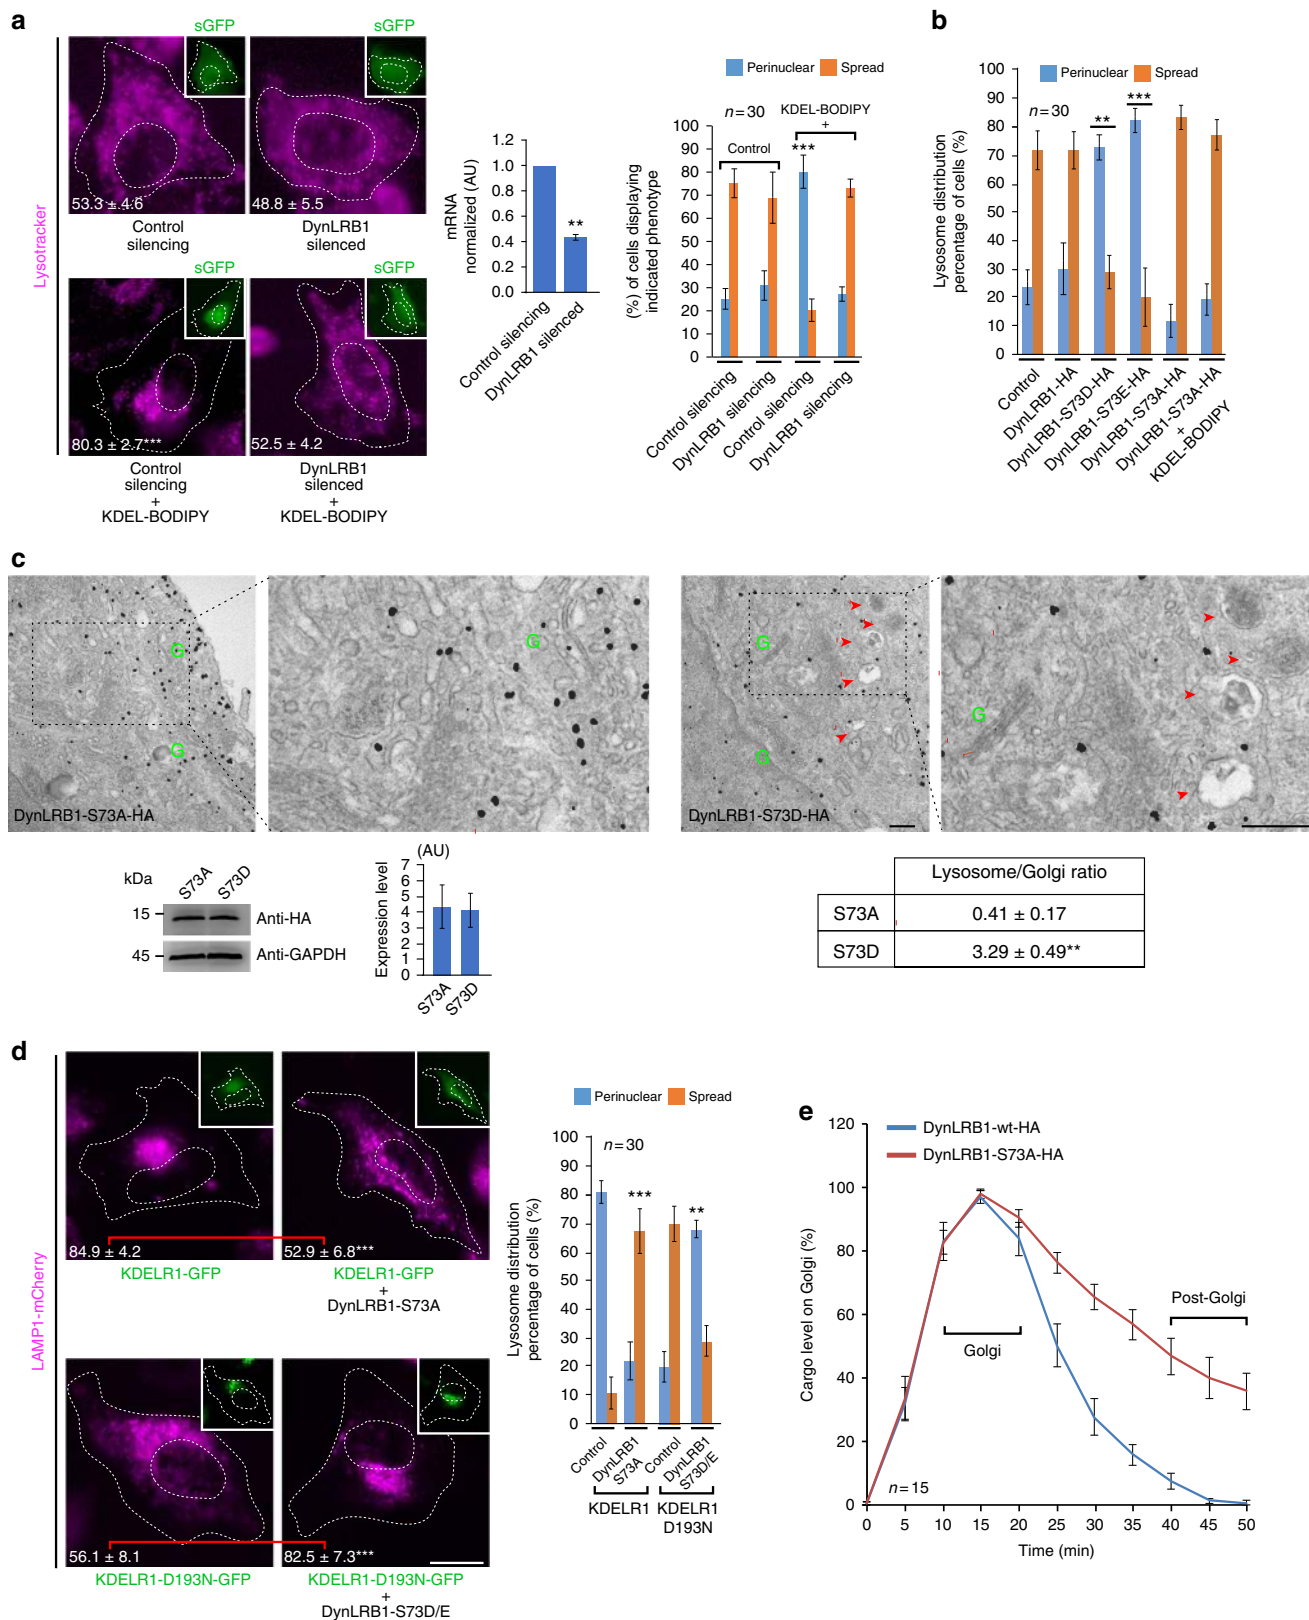 a
Lysotracker
sGFP
sGFP
53.3 ± 4.6
48.8 ± 5.5
Control
silencing
DynLRB1
silenced
sGFP
sGFP
80.3 ± 2.7***
52.5 ± 4.2
Control
silencing
+
KDEL-BODIPY
DynLRB1
silenced
+
KDEL-BODIPY
mRNA
normalized (AU)
1.2
1.0
0.8
0.6
0.4
0.2
0.0
**
Control silencing
DynLRB1 silenced
Perinuclear
Spread
n = 30
KDEL-BODIPY
+
Control
***
(%) of cells displaying
indicated phenotype
100
90
80
70
60
50
40
30
20
10
0
Control silencing
DynLRB1 silencing
Control silencing
DynLRB1 silencing
b
Perinuclear
Spread
n = 30
**
***
Lysosome distribution
percentage of cells (%)
100
90
80
70
60
50
40
30
20
10
0
Control
DynLRB1-HA
DynLRB1-S73D-HA
DynLRB1-S73E-HA
DynLRB1-S73A-HA
DynLRB1-S73A-HA
+
KDEL-BODIPY
c
G
G
DynLRB1-S73A-HA
G
G
G
DynLRB1-S73D-HA
G
kDa
S73A
S73D
15
Anti-HA
45
Anti-GAPDH
(AU)
Expression level
7
6
5
4
3
2
1
0
S73A
S73D
Lysosome/Golgi ratio
S73A
0.41 ± 0.17
S73D
3.29 ± 0.49**
d
LAMP1-mCherry
84.9 ± 4.2
52.9 ± 6.8***
KDELR1-GFP
KDELR1-GFP
+
DynLRB1-S73A
56.1 ± 8.1
82.5 ± 7.3***
KDELR1-D193N-GFP
KDELR1-D193N-GFP
+
DynLRB1-S73D/E
Perinuclear
Spread
n = 30
***
**
Lysosome distribution
percentage of cells (%)
100
90
80
70
60
50
40
30
20
10
0
Control
DynLRB1
S73A
Control
DynLRB1
S73D/E
KDELR1
KDELR1
D193N
e
DynLRB1-wt-HA
DynLRB1-S73A-HA
Cargo level on Golgi (%)
120
100
80
60
40
20
0
Golgi
Post-Golgi
n = 15
0
5
10
15
20
25
30
35
40
45
50
Time (min)